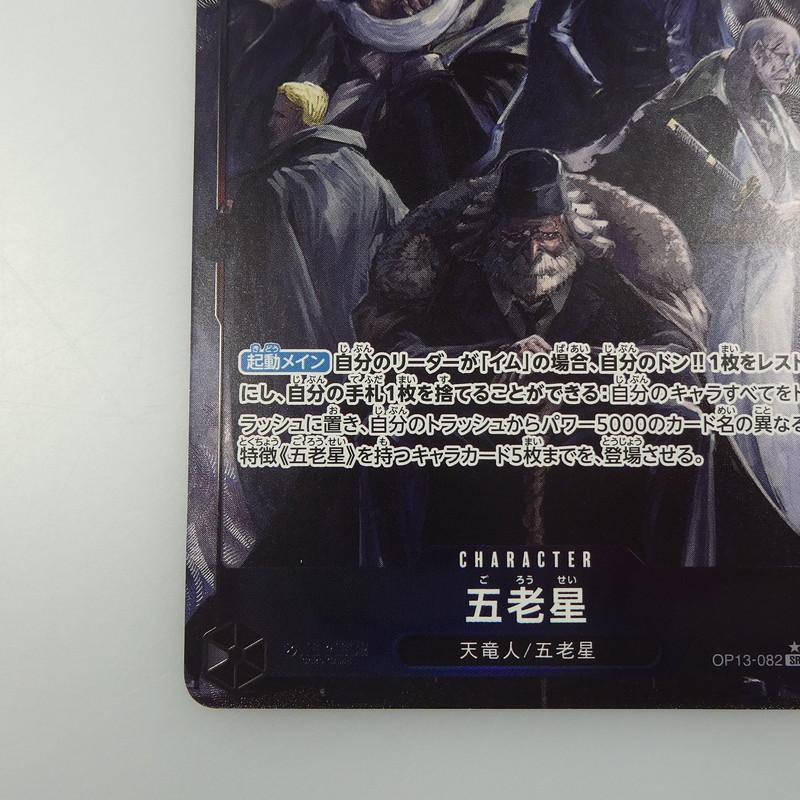 起動メイン 自分のリーダーが「イム」の場合、自分のドン!!1枚をレスト
にし、自分の手札1枚を捨てることができる:自分のキャラすべてをト
ラッシュに置き、自分のトラッシュからパワー5000のカード名の異なる
特徴《五老星》を持つキャラカード5枚までを、登場させる。
CHARACTER
ご ろう せい
五老星
天竜人/五老星
OP13-082 SR